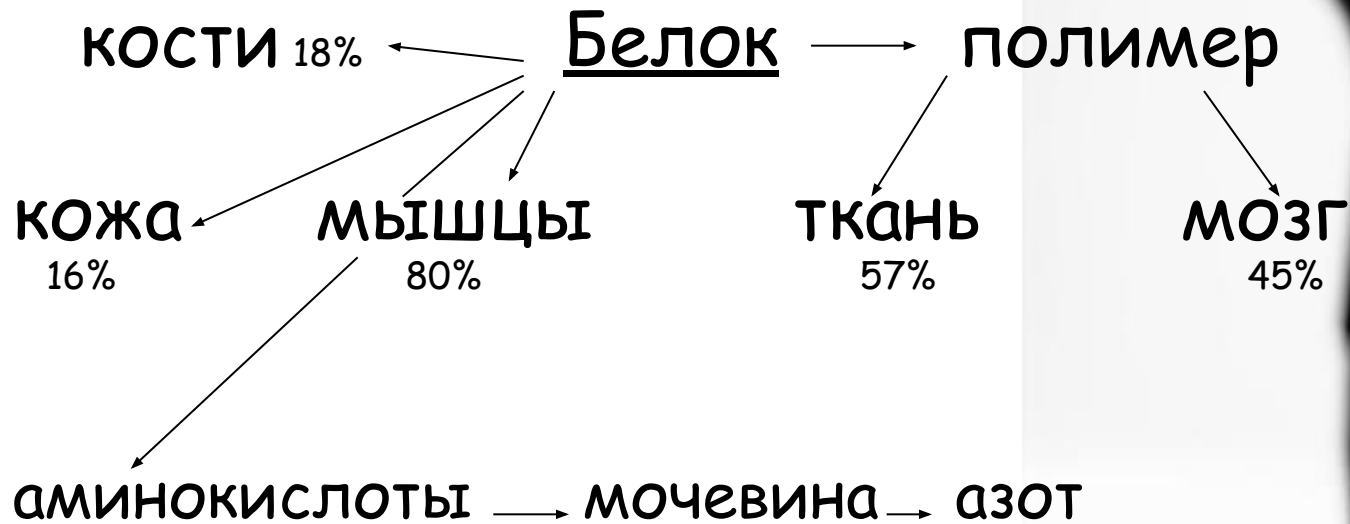 кости 18% Белок полимер
кожа мышцы ткань мозг
16% 80% 57% 45%
аминокислоты мочевина азот